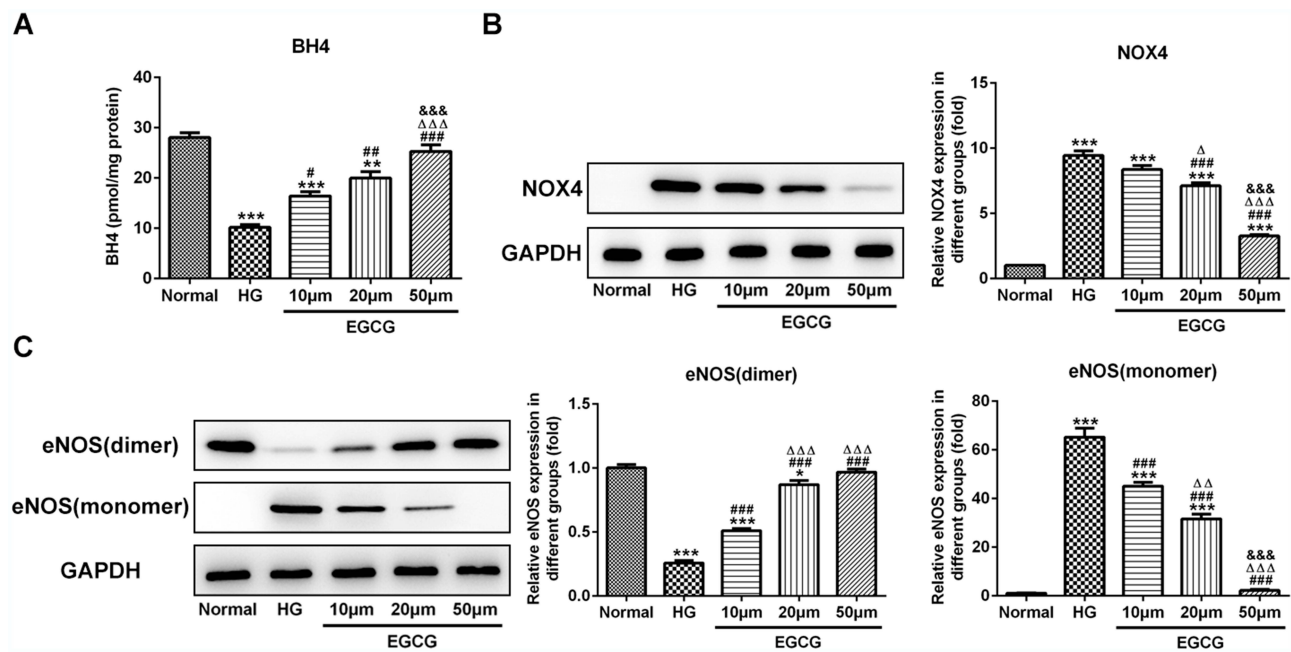 A
BH4
BH4 (pmol/mg protein)
40
30
20
10
0
***
#
***
##
**
&&&
ΔΔΔ
###
Normal HG 10μm 20μm 50μm
EGCG
B
NOX4
GAPDH
Normal HG 10μm 20μm 50μm
EGCG
NOX4
Relative NOX4 expression in
different groups (fold)
15
10
5
0
***
***
Δ
###
***
&&&
ΔΔΔ
###
***
Normal HG 10μm 20μm 50μm
EGCG
C
eNOS(dimer)
eNOS(monomer)
GAPDH
Normal HG 10μm 20μm 50μm
EGCG
eNOS(dimer)
Relative eNOS expression in
different groups (fold)
1.5
1.0
0.5
0.0
***
###
***
ΔΔΔ
###
*
ΔΔΔ
###
Normal HG 10μm 20μm 50μm
EGCG
eNOS(monomer)
Relative eNOS expression in
different groups (fold)
80
60
40
20
0
***
###
***
ΔΔ
###
***
&&&
ΔΔΔ
###
Normal HG 10μm 20μm 50μm
EGCG